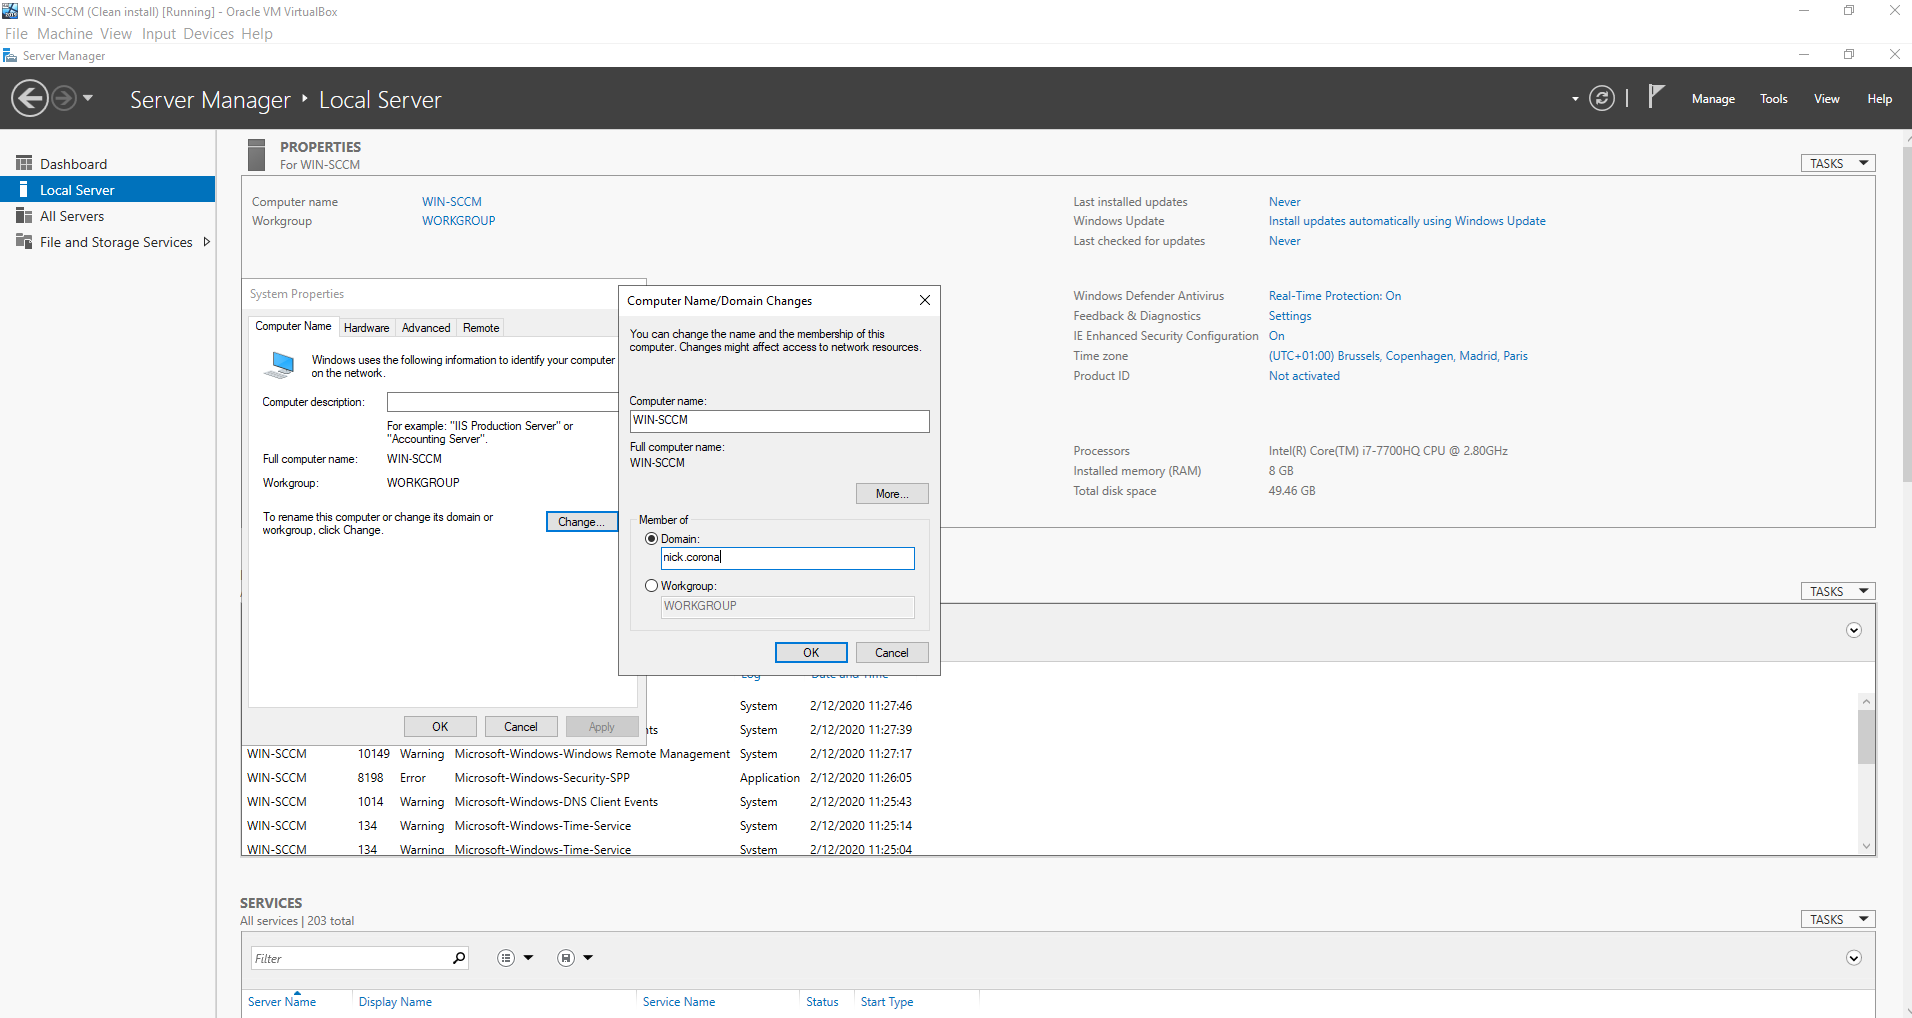 WIN-SCCM (Clean install) [Running] - Oracle VM VirtualBox
File Machine View Input Devices Help
Server Manager
Server Manager ‣ Local Server
Manage Tools View Help
Dashboard
Local Server
All Servers
File and Storage Services
PROPERTIES
For WIN-SCCM
TASKS
Computer name WIN-SCCM
Workgroup WORKGROUP
Last installed updates Never
Windows Update Install updates automatically using Windows Update
Last checked for updates Never
Windows Defender Antivirus Real-Time Protection: On
Feedback & Diagnostics Settings
IE Enhanced Security Configuration On
Time zone (UTC+01:00) Brussels, Copenhagen, Madrid, Paris
Product ID Not activated
Processors Intel(R) Core(TM) i7-7700HQ CPU @ 2.80GHz
Installed memory (RAM) 8 GB
Total disk space 49.46 GB
System Properties
Computer Name Hardware Advanced Remote
Windows uses the following information to identify your computer
on the network.
Computer description:
For example: "IIS Production Server" or
"Accounting Server".
Full computer name: WIN-SCCM
Workgroup: WORKGROUP
To rename this computer or change its domain or
workgroup, click Change.
Change...
OK Cancel Apply
Computer Name/Domain Changes
You can change the name and the membership of this
computer. Changes might affect access to network resources.
Computer name:
WIN-SCCM
Full computer name:
WIN-SCCM
More...
Member of
Domain:
nick.corona
Workgroup:
WORKGROUP
OK Cancel
TASKS
System 2/12/2020 11:27:46
System 2/12/2020 11:27:39
WIN-SCCM 10149 Warning Microsoft-Windows-Windows Remote Management System 2/12/2020 11:27:17
WIN-SCCM 8198 Error Microsoft-Windows-Security-SPP Application 2/12/2020 11:26:05
WIN-SCCM 1014 Warning Microsoft-Windows-DNS Client Events System 2/12/2020 11:25:43
WIN-SCCM 134 Warning Microsoft-Windows-Time-Service System 2/12/2020 11:25:14
WIN-SCCM 134 Warning Microsoft-Windows-Time-Service System 2/12/2020 11:25:04
SERVICES
All services | 203 total
TASKS
Filter
Server Name Display Name Service Name Status Start Type